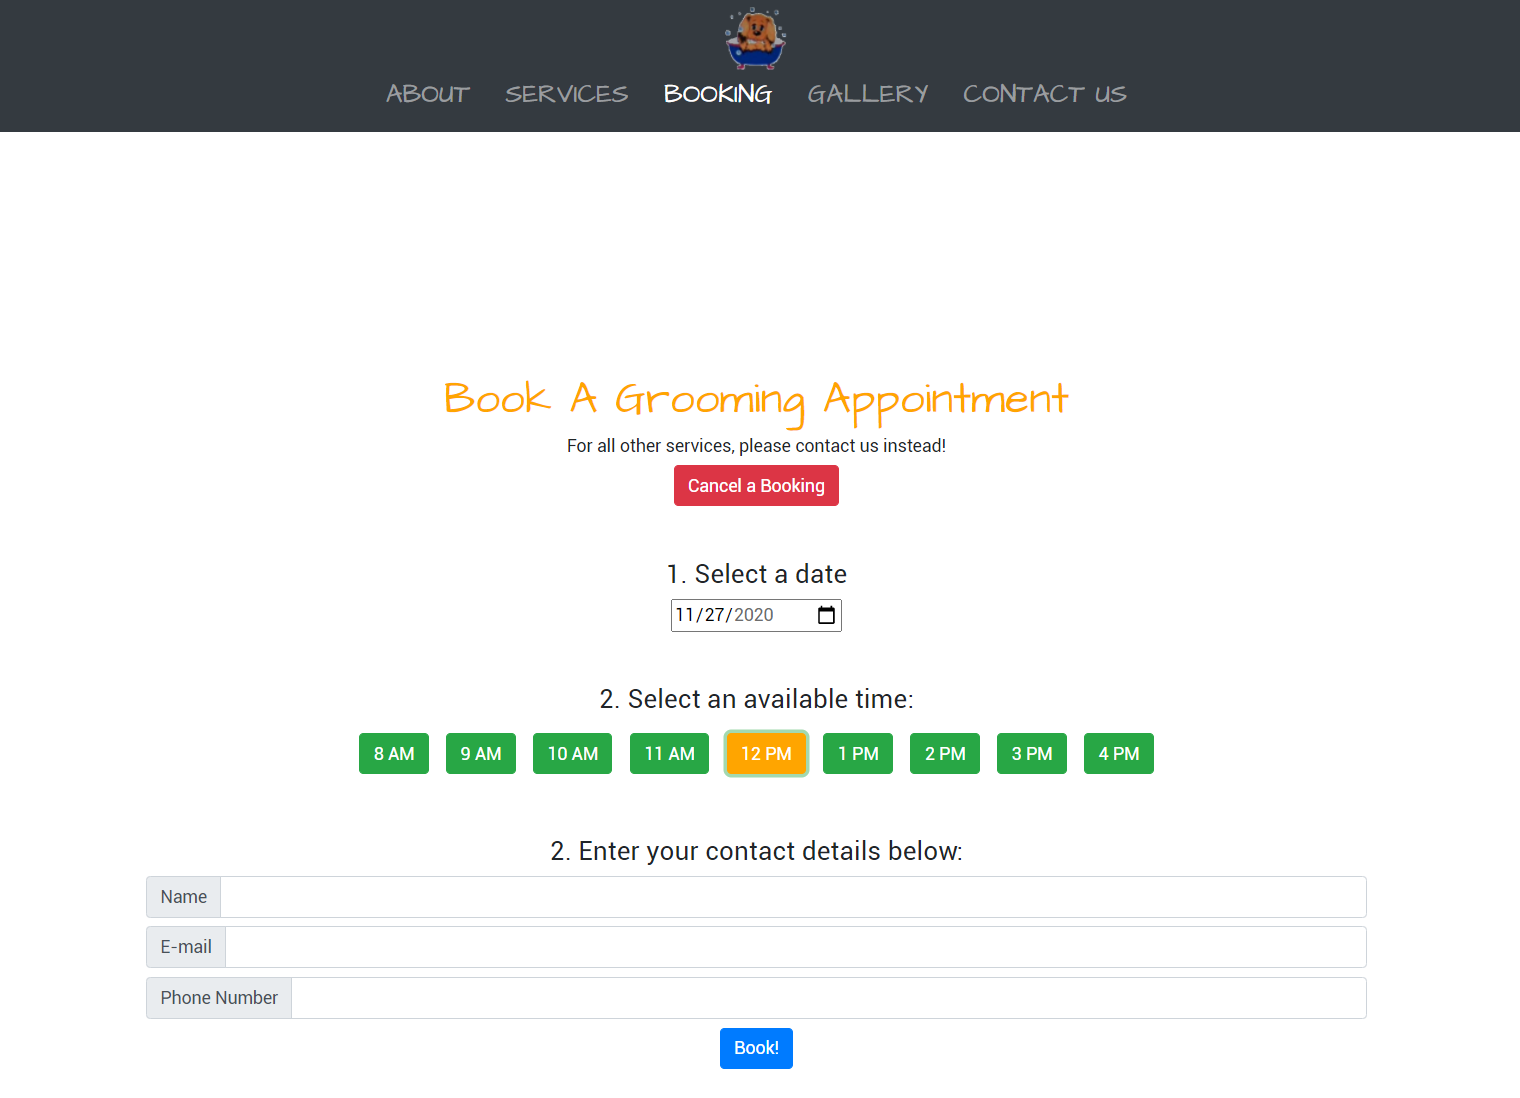 ABOUT SERVICES BOOKING GALLERY CONTACT US
Book A Grooming Appointment
For all other services, please contact us instead!
Cancel a Booking
1. Select a date
11/27/2020
2. Select an available time:
8 AM 9 AM 10 AM 11 AM 12 PM 1 PM 2 PM 3 PM 4 PM
2. Enter your contact details below:
Name
E-mail
Phone Number
Book!